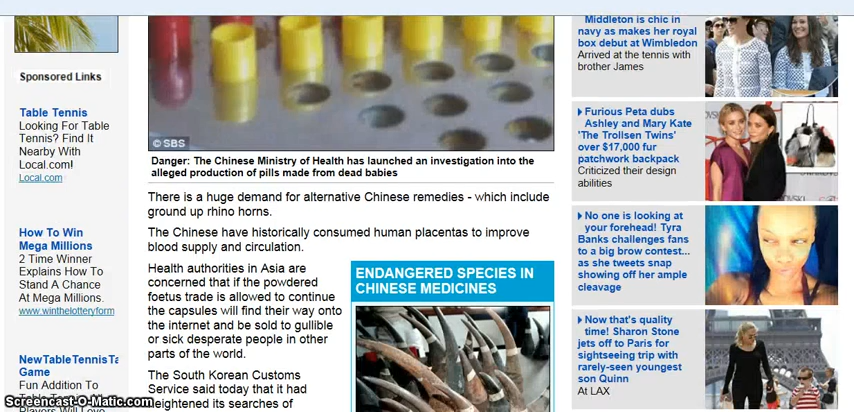 Sponsored Links
Table Tennis
Looking For Table
Tennis? Find It
Nearby With
Local.com!
Local.com
How To Win
Mega Millions
2 Time Winner
Explains How To
Stand A Chance
At Mega Millions.
www.winthelotteryform
NewTableTennisTa
Game
Fun Addition To
Screencast-O-Matic.com
Players Will Love
© SBS
Danger: The Chinese Ministry of Health has launched an investigation into the
alleged production of pills made from dead babies
There is a huge demand for alternative Chinese remedies - which include
ground up rhino horns.
The Chinese have historically consumed human placentas to improve
blood supply and circulation.
Health authorities in Asia are
concerned that if the powdered
foetus trade is allowed to continue
the capsules will find their way onto
the internet and be sold to gullible
or sick desperate people in other
parts of the world.
The South Korean Customs
Service said today that it had
heightened its searches of
ENDANGERED SPECIES IN
CHINESE MEDICINES
Middleton is chic in
navy as makes her royal
box debut at Wimbledon
Arrived at the tennis with
brother James
Furious Peta dubs
Ashley and Mary Kate
'The Trollsen Twins'
over $17,000 fur
patchwork backpack
Criticized their design
abilities
No one is looking at
your forehead! Tyra
Banks challenges fans
to a big brow contest...
as she tweets snap
showing off her ample
cleavage
Now that's quality
time! Sharon Stone
jets off to Paris for
sightseeing trip with
rarely-seen youngest
son Quinn
At LAX